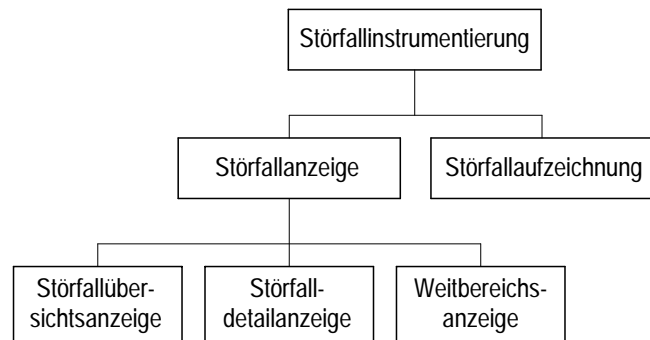 Störfallinstrumentierung
Störfallanzeige
Störfallaufzeichnung
Störfallüber-
sichtsanzeige
Störfall-
detailanzeige
Weitbereichs-
anzeige